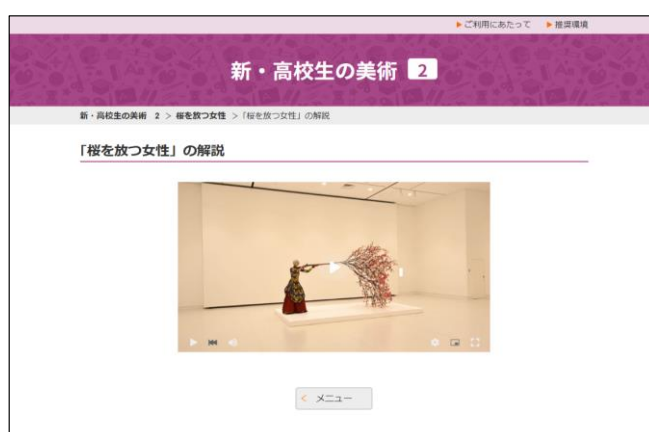 ▶ご利用にあたって ▶推奨環境
新・高校生の美術 2
新・高校生の美術 2 > 桜を放つ女性 >「桜を放つ女性」の解説
「桜を放つ女性」の解説
メニュー